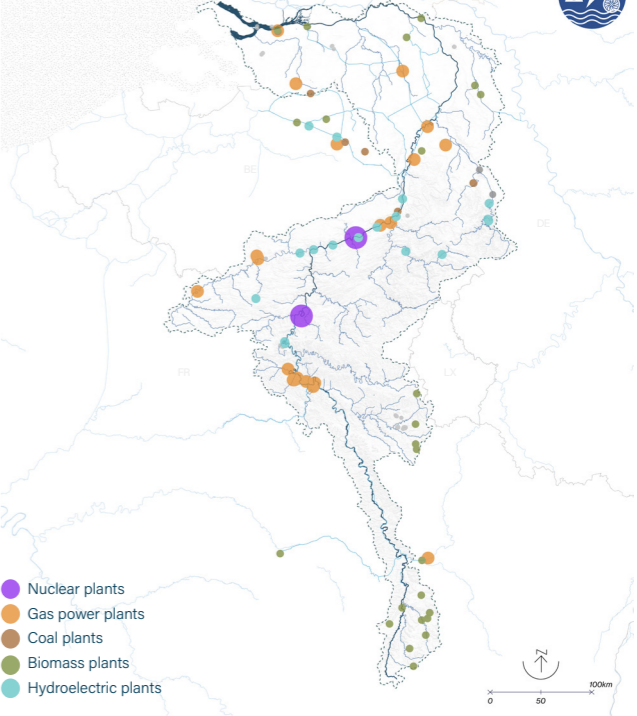 BE
DE
FR
LX
Nuclear plants
Gas power plants
Coal plants
Biomass plants
Hydroelectric plants
N
100km
0 50